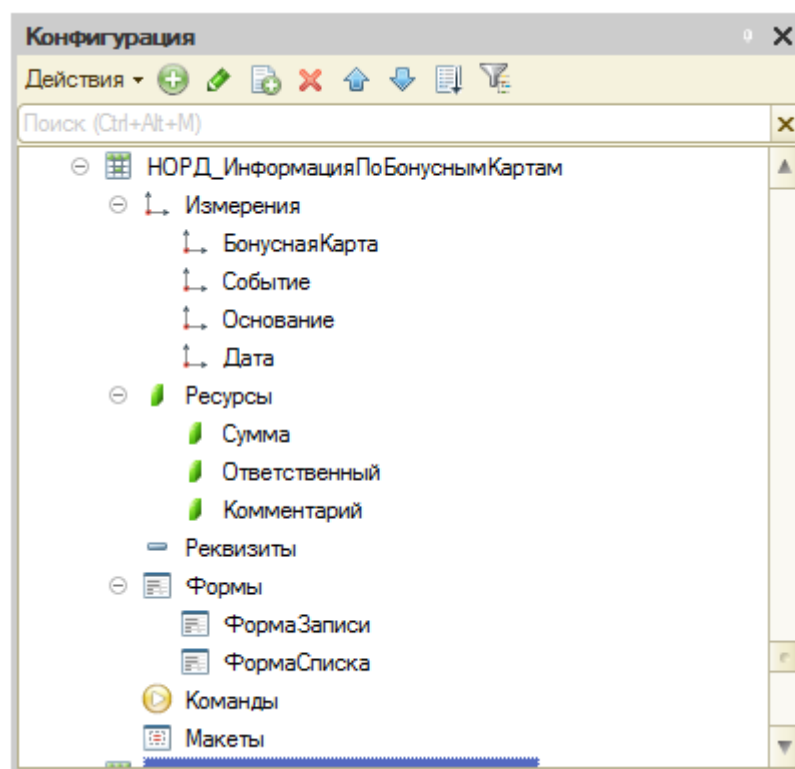 Конфигурация
Действия
Поиск (Ctrl+Alt+M)
НОРД_ИнформацияПоБонуснымКартам
Измерения
БонуснаяКарта
Событие
Основание
Дата
Ресурсы
Сумма
Ответственный
Комментарий
Реквизиты
Формы
ФормаЗаписи
ФормаСписка
Команды
Макеты